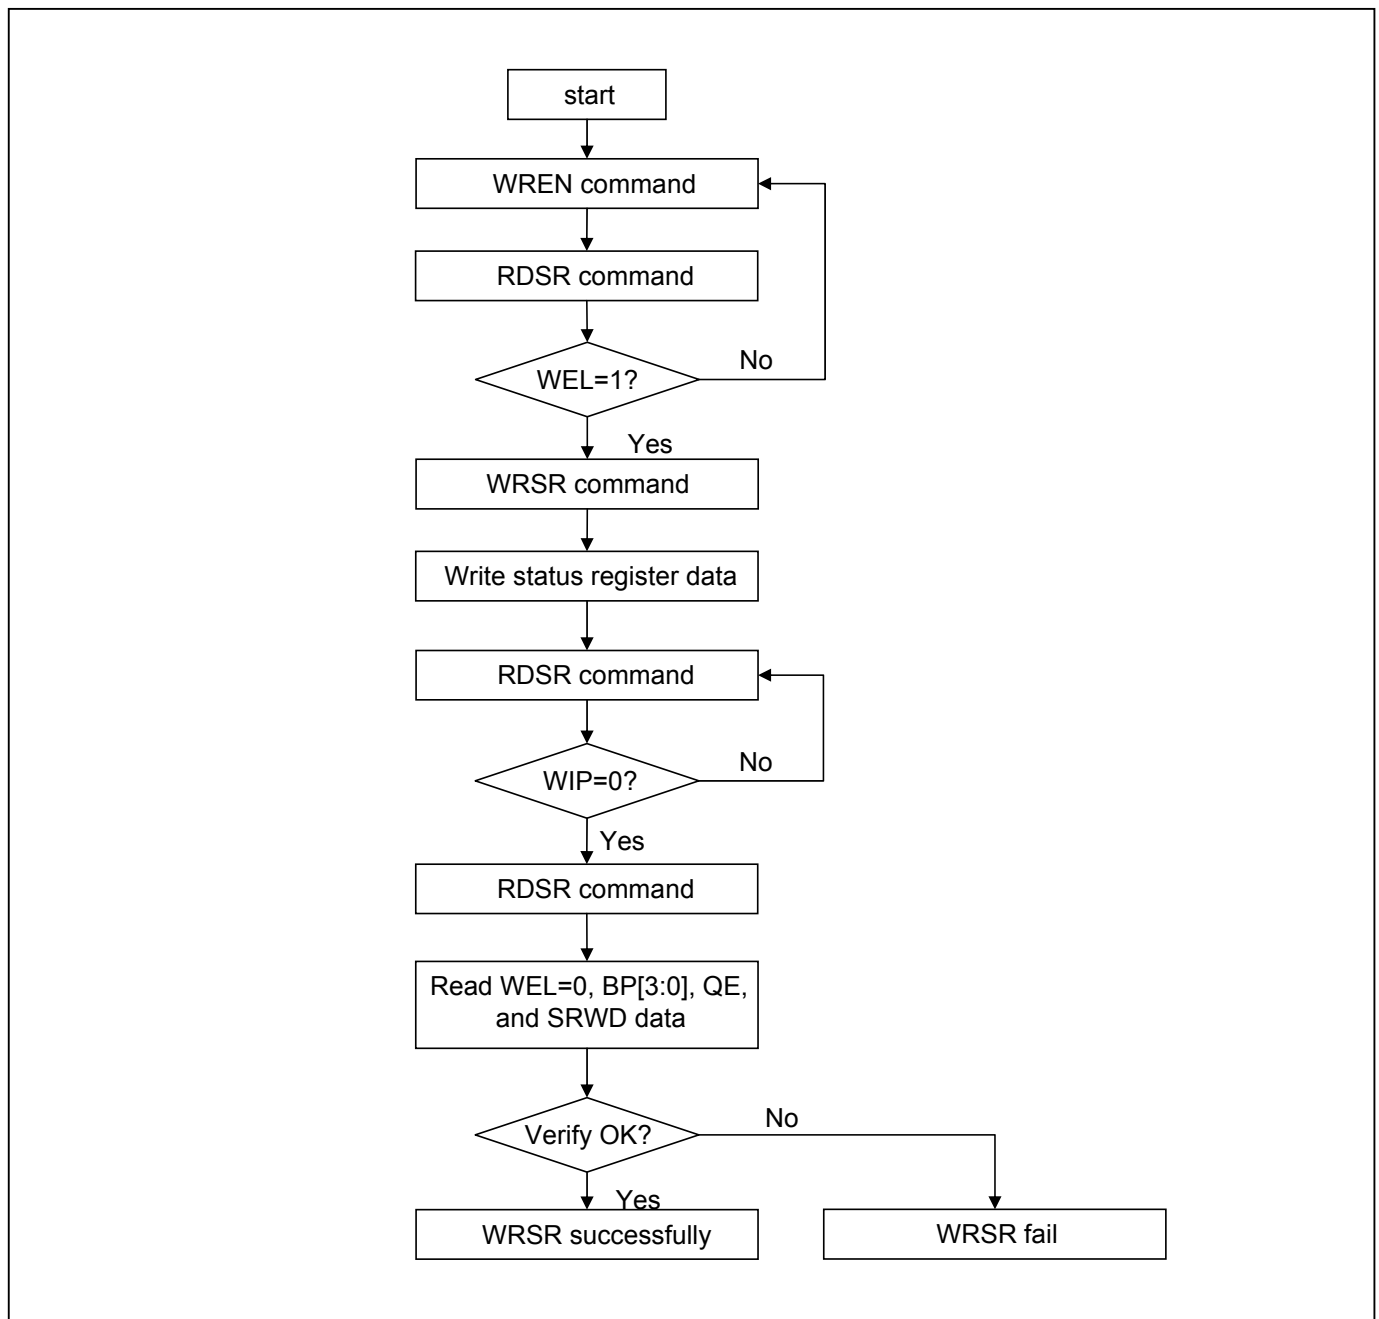 start
WREN command
RDSR command
WEL=1?
No
Yes
WRSR command
Write status register data
RDSR command
WIP=0?
No
Yes
RDSR command
Read WEL=0, BP[3:0], QE,
and SRWD data
Verify OK?
No
Yes
WRSR successfully
WRSR fail